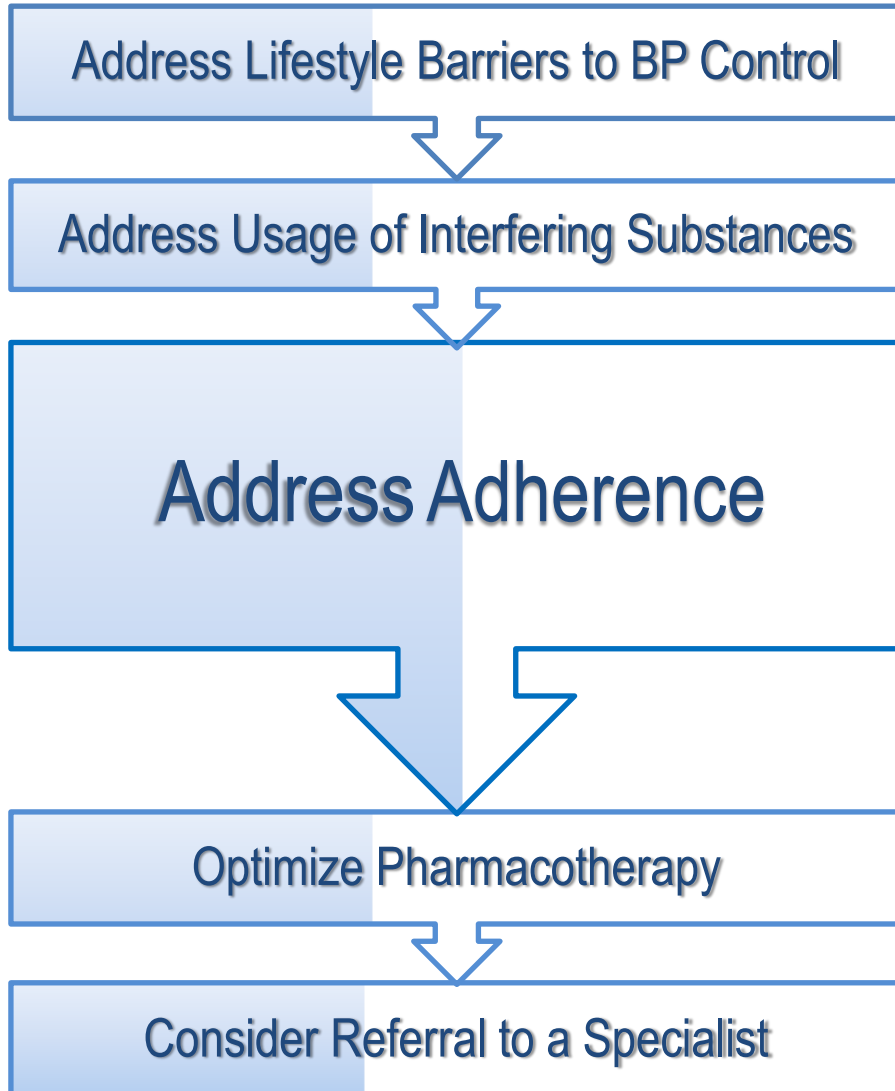 Address Lifestyle Barriers to BP Control
Address Usage of Interfering Substances
Address Adherence
Optimize Pharmacotherapy
Consider Referral to a Specialist